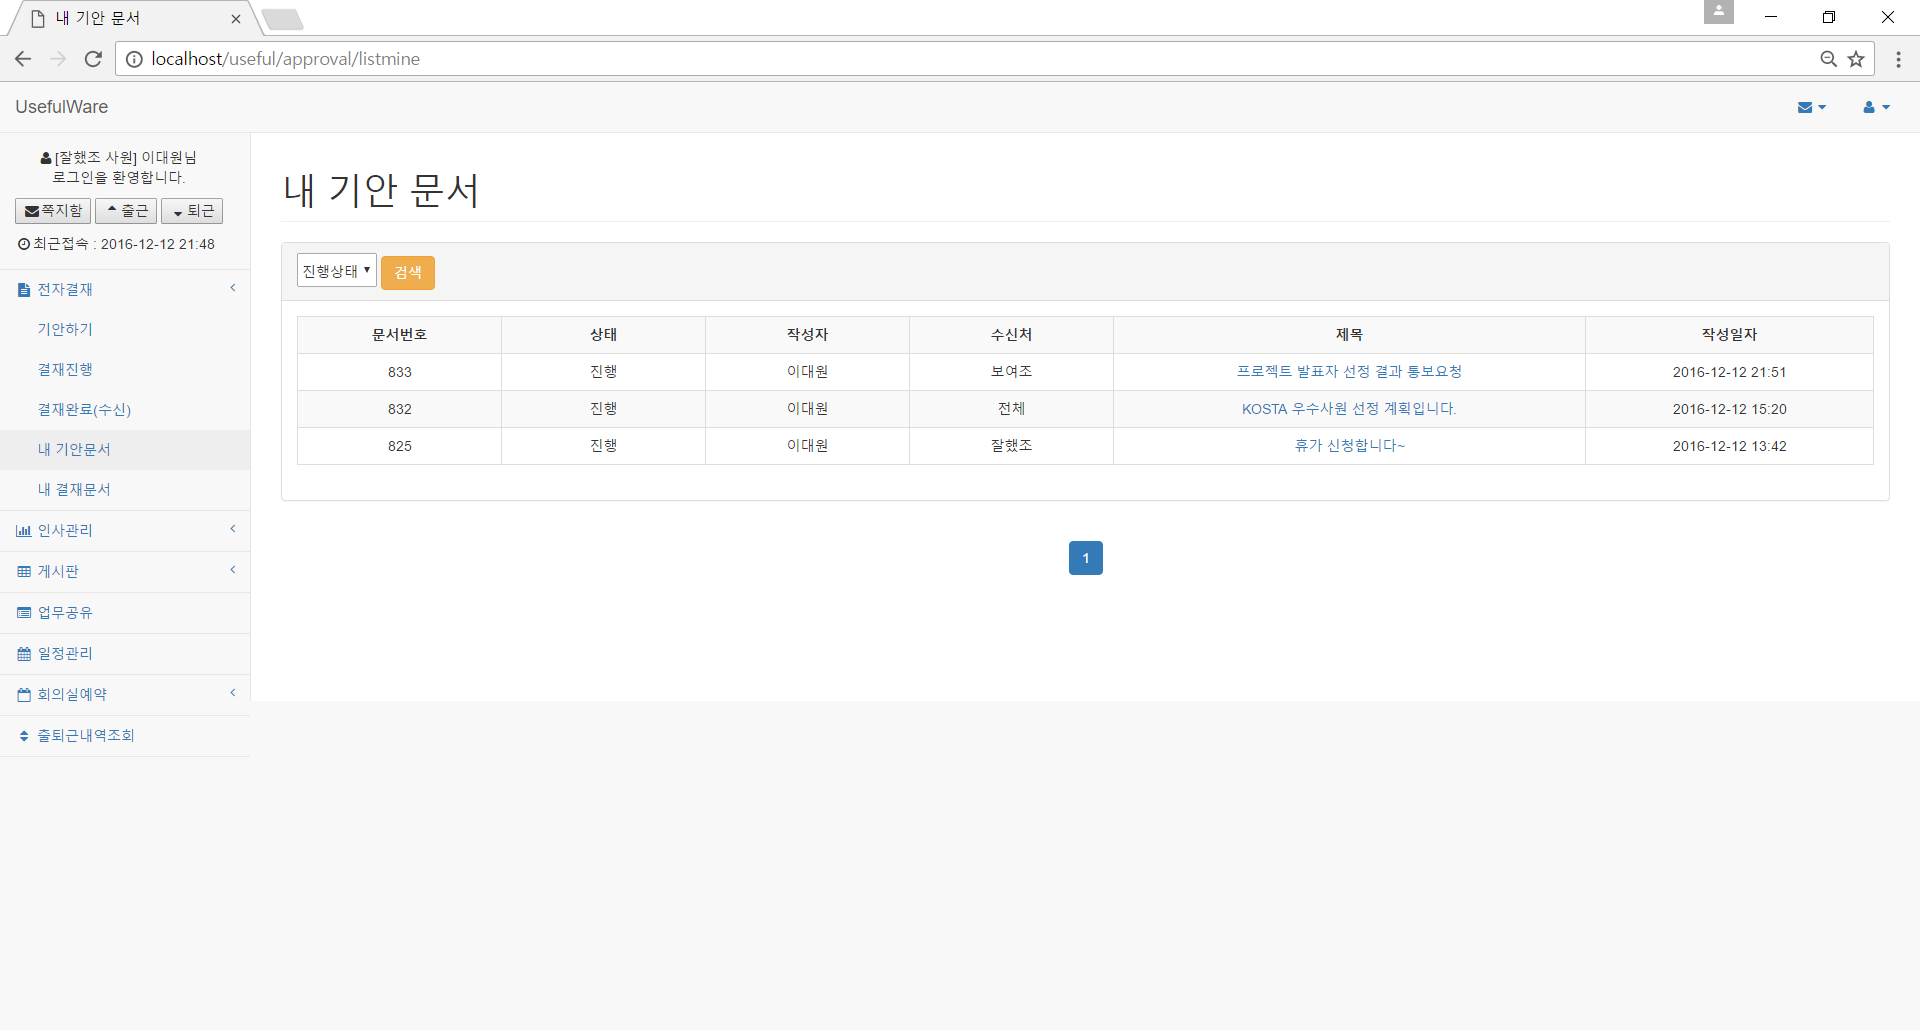 내 기안 문서
localhost/useful/approval/listmine
UsefulWare
[잘했조 사원] 이대원님
로그인을 환영합니다.
쪽지함 출근 퇴근
최근접속 : 2016-12-12 21:48
전자결재
기안하기
결재진행
결재완료(수신)
내 기안문서
내 결재문서
인사관리
게시판
업무공유
일정관리
회의실예약
출퇴근내역조회
내 기안 문서
진행상태 검색
문서번호 상태 작성자 수신처 제목 작성일자
833 진행 이대원 보여조 프로젝트 발표자 선정 결과 통보요청 2016-12-12 21:51
832 진행 이대원 전체 KOSTA 우수사원 선정 계획입니다. 2016-12-12 15:20
825 진행 이대원 잘했조 휴가 신청합니다~ 2016-12-12 13:42
1